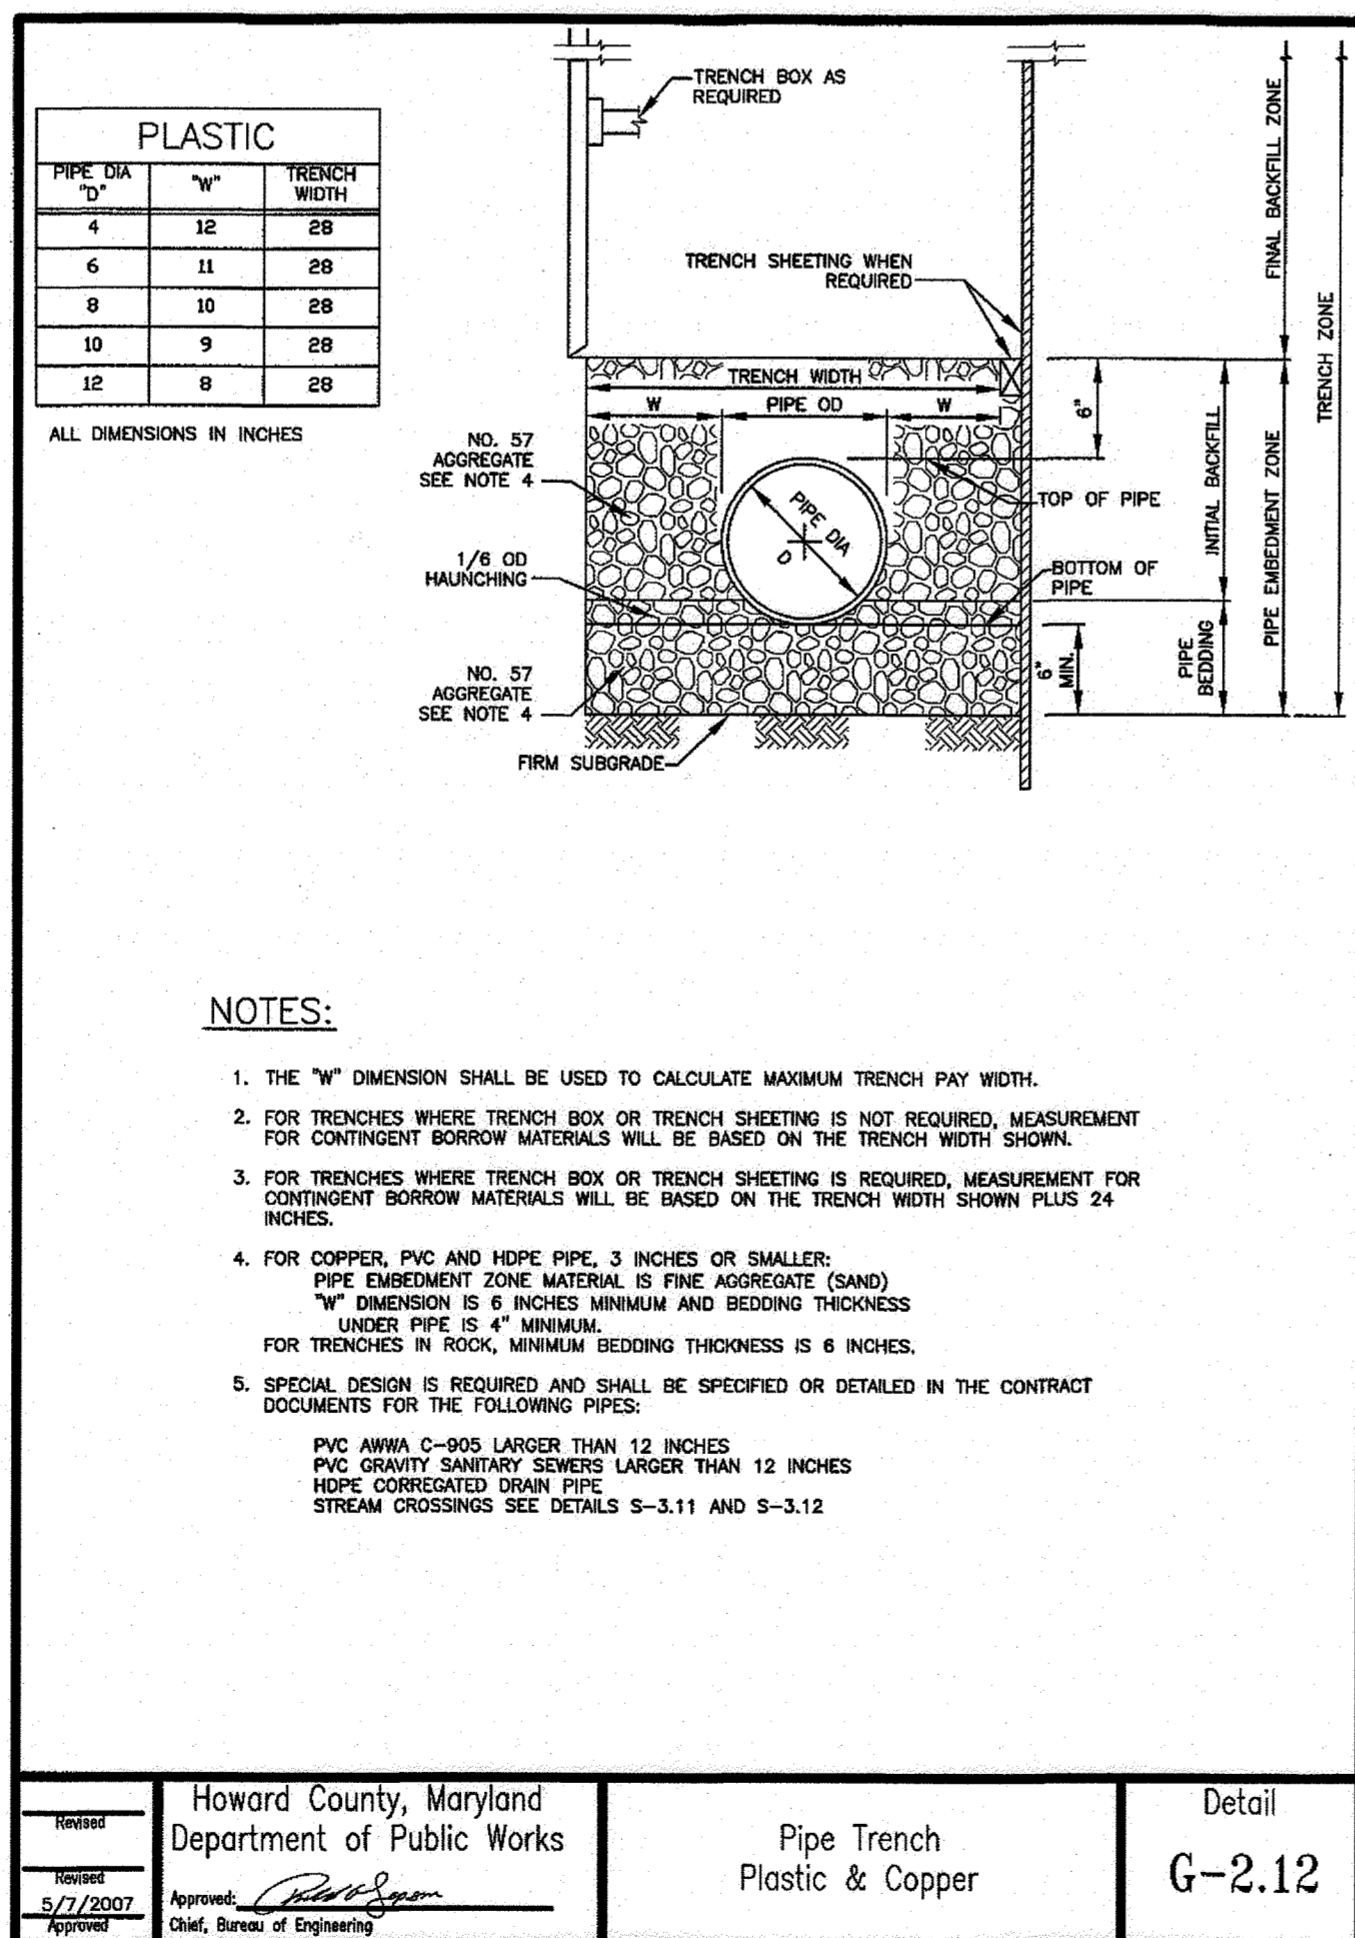 PLASTIC
PIPE DIA "D" "W" TRENCH WIDTH
4 12 28
6 11 28
8 10 28
10 9 28
12 8 28
ALL DIMENSIONS IN INCHES
TRENCH BOX AS
REQUIRED
TRENCH SHEETING WHEN
REQUIRED
TRENCH WIDTH
W PIPE OD W
NO. 57
AGGREGATE
SEE NOTE 4
PIPE DIA
D
1/6 OD
HAUNCHING
NO. 57
AGGREGATE
SEE NOTE 4
FIRM SUBGRADE
6"
TOP OF PIPE
BOTTOM OF
PIPE
6"
MIN.
INITIAL BACKFILL
PIPE
BEDDING
FINAL BACKFILL ZONE
PIPE EMBEDMENT ZONE
TRENCH ZONE
NOTES:
1. THE "W" DIMENSION SHALL BE USED TO CALCULATE MAXIMUM TRENCH PAY WIDTH.
2. FOR TRENCHES WHERE TRENCH BOX OR TRENCH SHEETING IS NOT REQUIRED, MEASUREMENT
FOR CONTINGENT BORROW MATERIALS WILL BE BASED ON THE TRENCH WIDTH SHOWN.
3. FOR TRENCHES WHERE TRENCH BOX OR TRENCH SHEETING IS REQUIRED, MEASUREMENT FOR
CONTINGENT BORROW MATERIALS WILL BE BASED ON THE TRENCH WIDTH SHOWN PLUS 24
INCHES.
4. FOR COPPER, PVC AND HDPE PIPE, 3 INCHES OR SMALLER:
PIPE EMBEDMENT ZONE MATERIAL IS FINE AGGREGATE (SAND)
"W" DIMENSION IS 6 INCHES MINIMUM AND BEDDING THICKNESS
UNDER PIPE IS 4" MINIMUM.
FOR TRENCHES IN ROCK, MINIMUM BEDDING THICKNESS IS 6 INCHES.
5. SPECIAL DESIGN IS REQUIRED AND SHALL BE SPECIFIED OR DETAILED IN THE CONTRACT
DOCUMENTS FOR THE FOLLOWING PIPES:
PVC AWWA C-905 LARGER THAN 12 INCHES
PVC GRAVITY SANITARY SEWERS LARGER THAN 12 INCHES
HDPE CORREGATED DRAIN PIPE
STREAM CROSSINGS SEE DETAILS S-3.11 AND S-3.12
Revised
Revised
5/7/2007
Approved
Howard County, Maryland
Department of Public Works
Approved:
Chief, Bureau of Engineering
Pipe Trench
Plastic & Copper
Detail
G-2.12